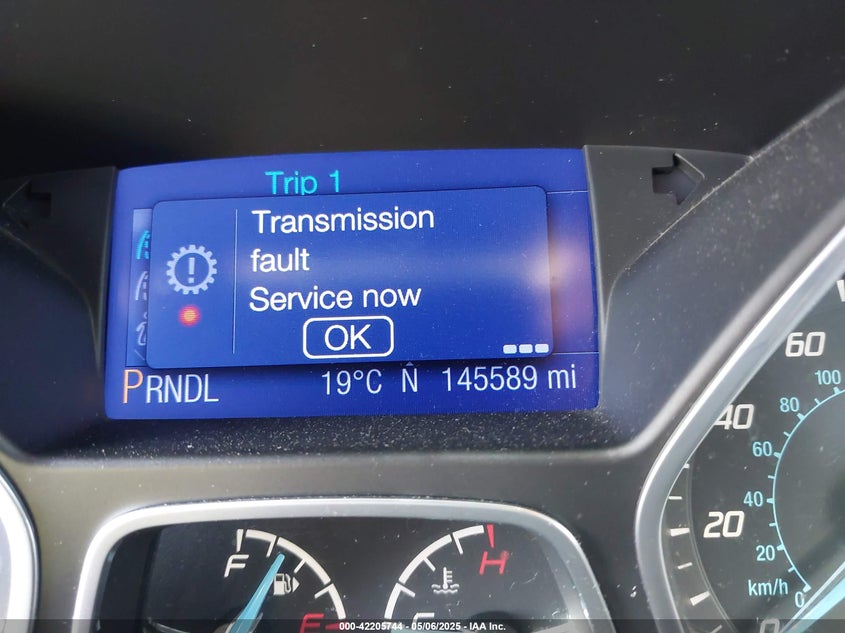 Trip 1
Transmission
fault
Service now
OK
PRNDL 19°C N 145589 mi
60
100
80
40
60
40
20
20
km/h
0
0
F
H
000-42205744 - 05/06/2025 - IAA Inc.